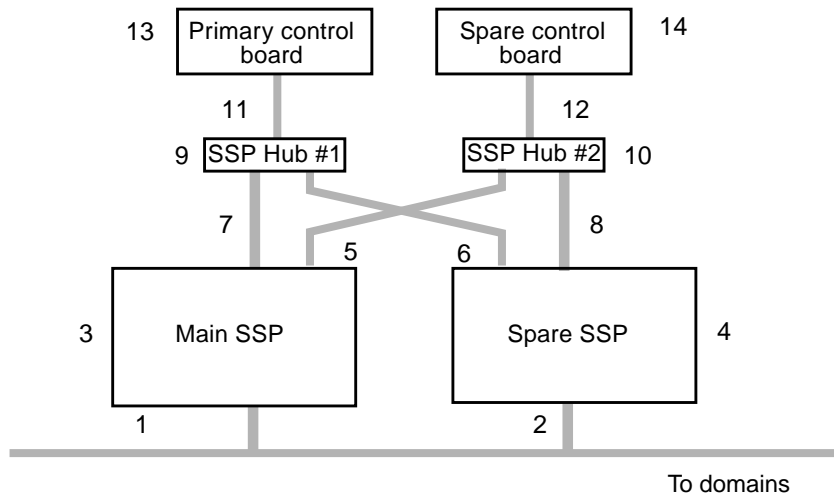 13
Primary control
board
Spare control
board
14
11
12
9
SSP Hub #1
SSP Hub #2
10
7
8
5
6
3
Main SSP
Spare SSP
4
1
2
To domains